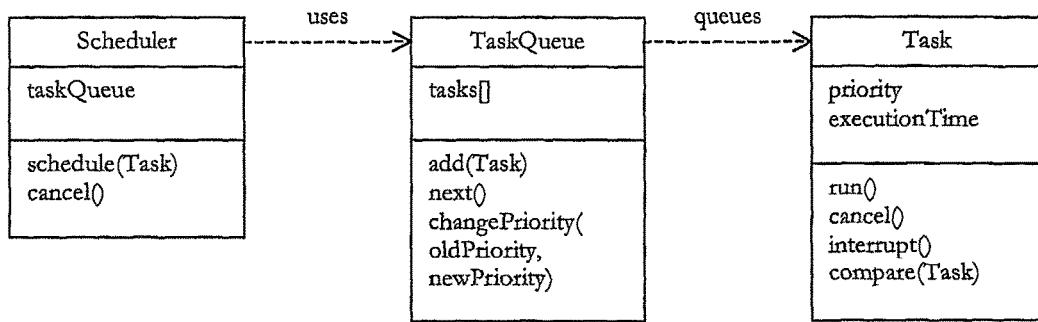 uses
queues
Scheduler
TaskQueue
Task
taskQueue
tasks[]
priority
executionTime
schedule(Task)
cancel()
add(Task)
next()
changePriority(
oldPriority,
newPriority)
run()
cancel()
interrupt()
compare(Task)